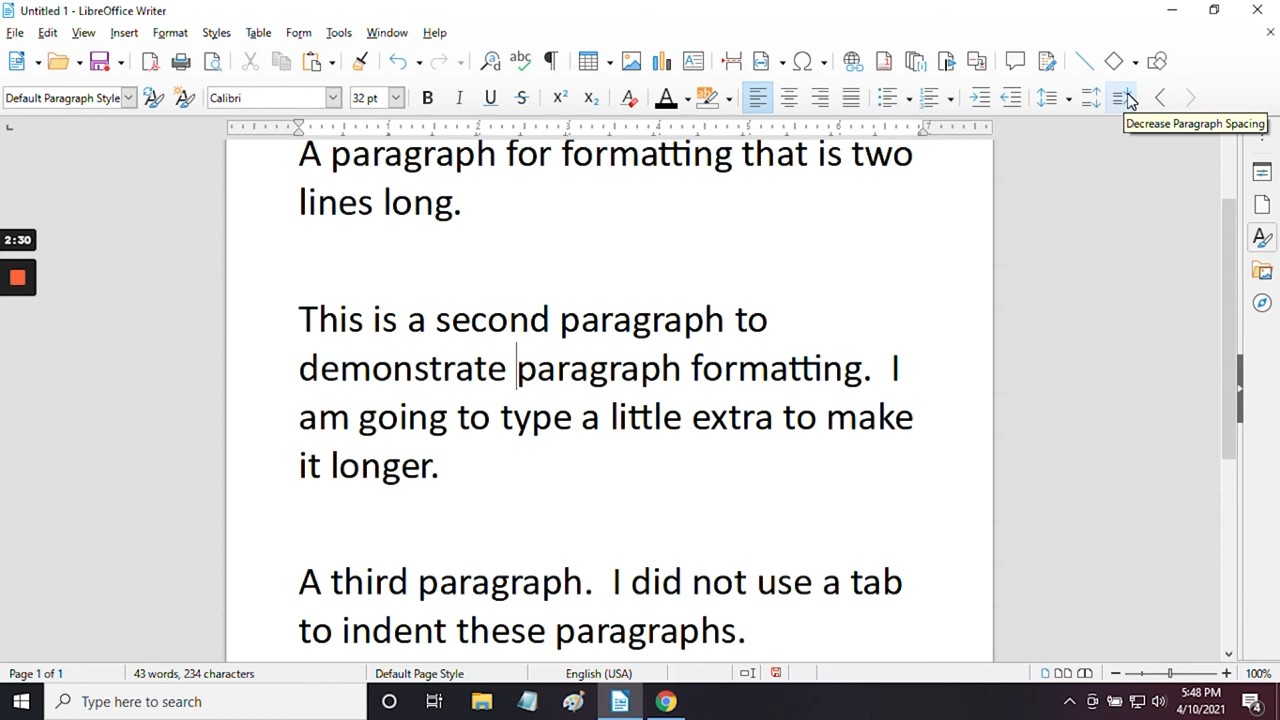 Untitled 1 - LibreOffice Writer
File Edit View Insert Format Styles Table Form Tools Window Help
abc
Default Paragraph Style Calibri 32 pt B I U S X² X₂ A A
Decrease Paragraph Spacing
A paragraph for formatting that is two
lines long.
2:30
This is a second paragraph to
demonstrate paragraph formatting.  I
am going to type a little extra to make
it longer.
A third paragraph.  I did not use a tab
to indent these paragraphs.
Page 1 of 1 43 words, 234 characters Default Page Style English (USA) 100%
Type here to search 5:48 PM
4/10/2021 4